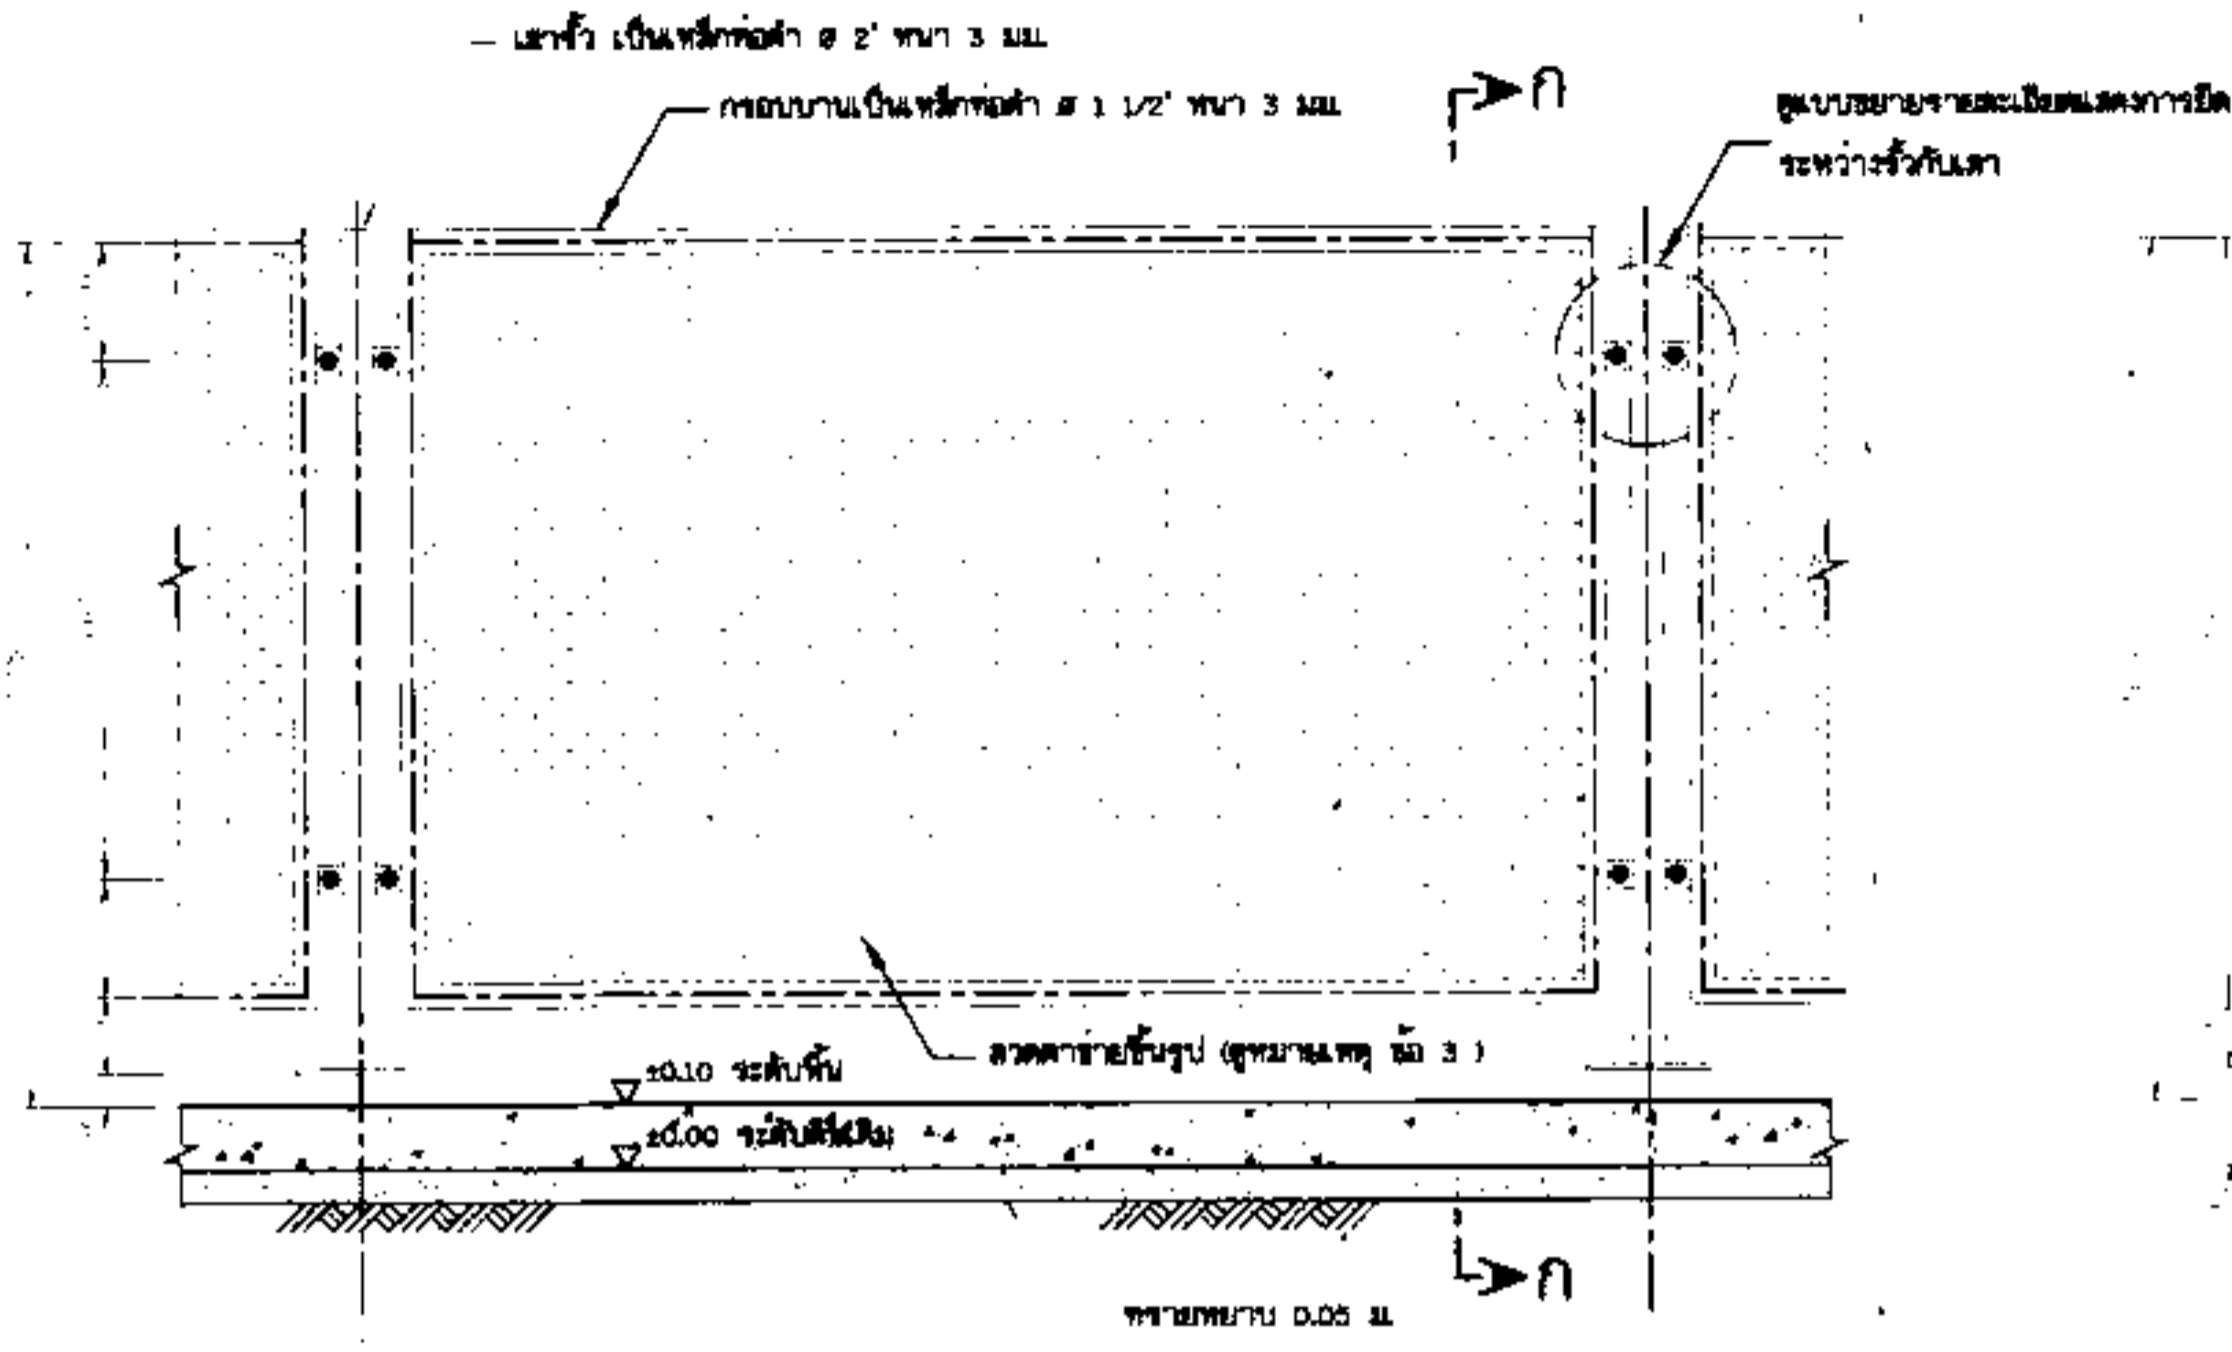 เสารั้ว เป็นเหล็กท่อดำ ø 2" หนา 3 มม.
กรอบบานเป็นเหล็กท่อดำ ø 1 1/2" หนา 3 มม.
ก
ดูแบบขยายรายละเอียดแสดงการยึด
ระหว่างรั้วกับเสา
ลวดตาข่ายขึ้นรูป (ดูหมายเหตุ ข้อ 3 )
±0.10 ระดับพื้น
±0.00 ระดับดินเดิม
ก
ทรายหยาบ 0.05 ม.